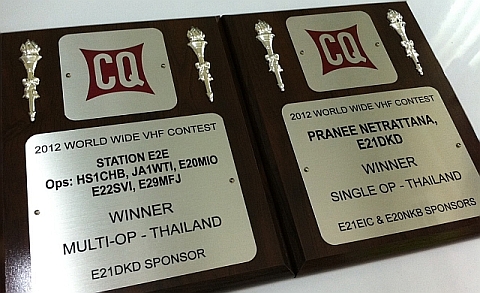 CQ
2012 WORLD WIDE VHF CONTEST
STATION E2E
Ops: HS1CHB, JA1WTI, E20MIO
E22SVI, E29MFJ
WINNER
MULTI-OP - THAILAND
E21DKD SPONSOR
CQ
2012 WORLD WIDE VHF CONTEST
PRANEE NETRATTANA,
E21DKD
WINNER
SINGLE OP - THAILAND
E21EIC & E20NKB SPONSORS